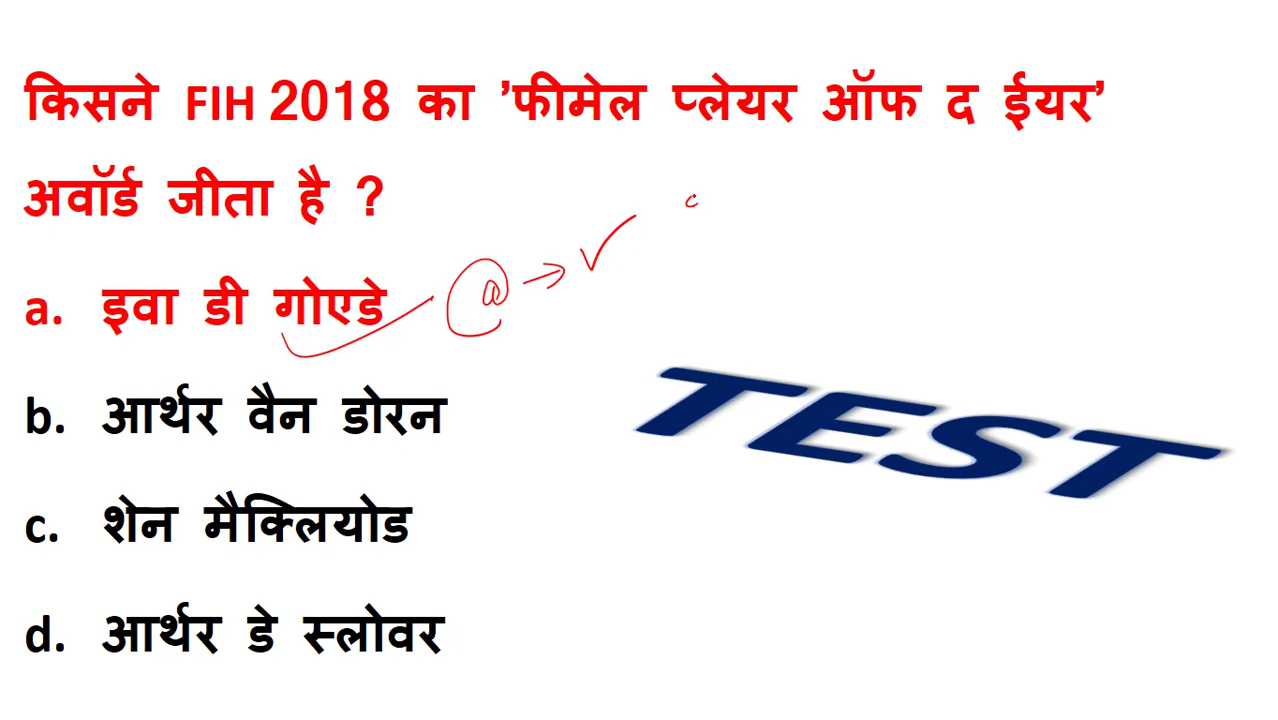 किसने FIH 2018 का 'फीमेल प्लेयर ऑफ द ईयर'
अवॉर्ड जीता है ?
a. इवा डी गोएडे
a
b. आर्थर वैन डोरन
c. शेन मैक्लियोड
d. आर्थर डे स्लोवर
TEST